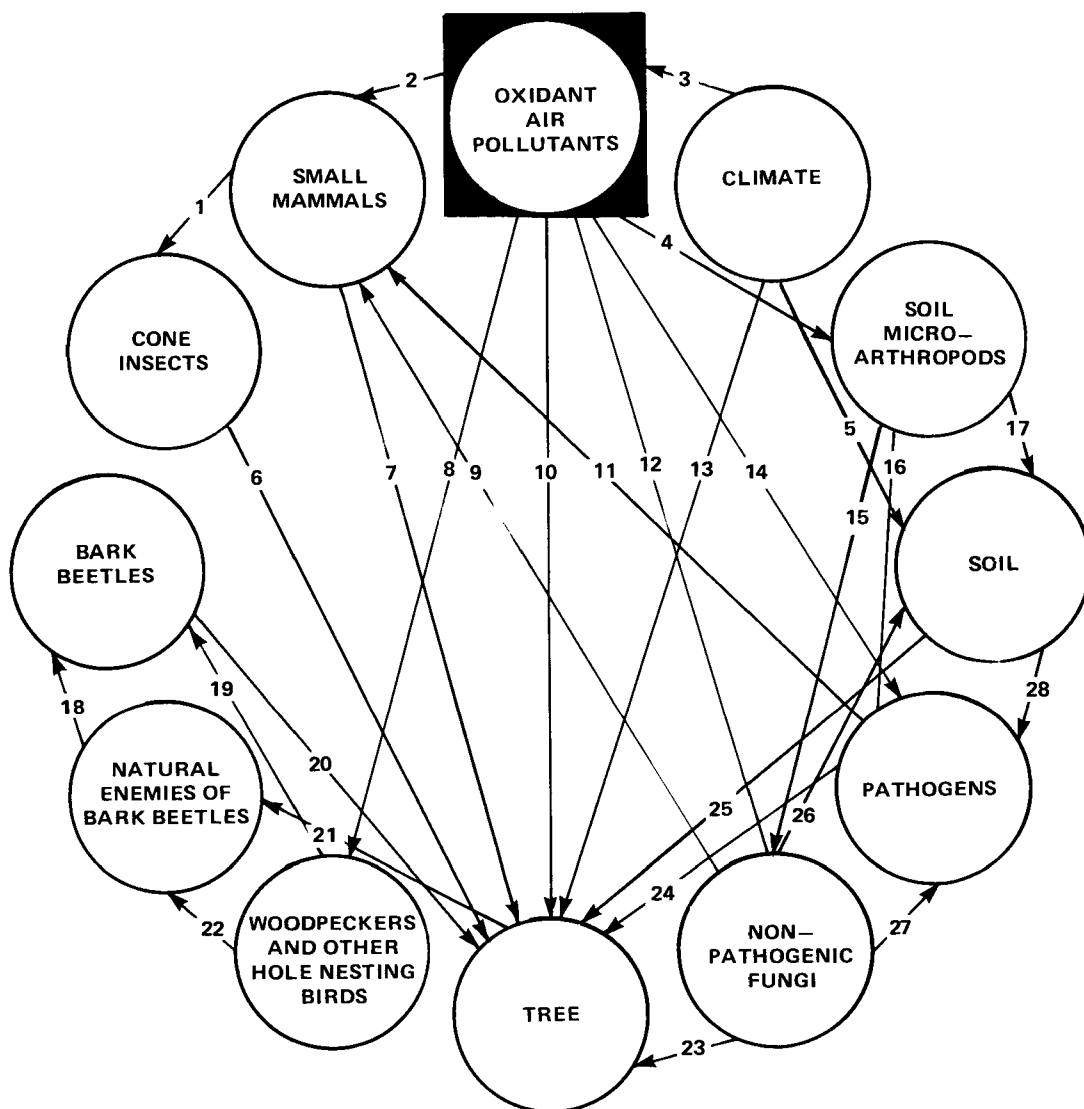 2
3
OXIDANT
AIR
POLLUTANTS
SMALL
MAMMALS
CLIMATE
1
4
CONE
INSECTS
SOIL
MICRO–
ARTHROPODS
5
17
6
7
8
9
10
11
12
13
14
16
15
BARK
BEETLES
SOIL
18
19
20
28
NATURAL
ENEMIES OF
BARK BEETLES
PATHOGENS
21
25
26
24
22
WOODPECKERS
AND OTHER
HOLE NESTING
BIRDS
NON–
PATHOGENIC
FUNGI
27
TREE
23